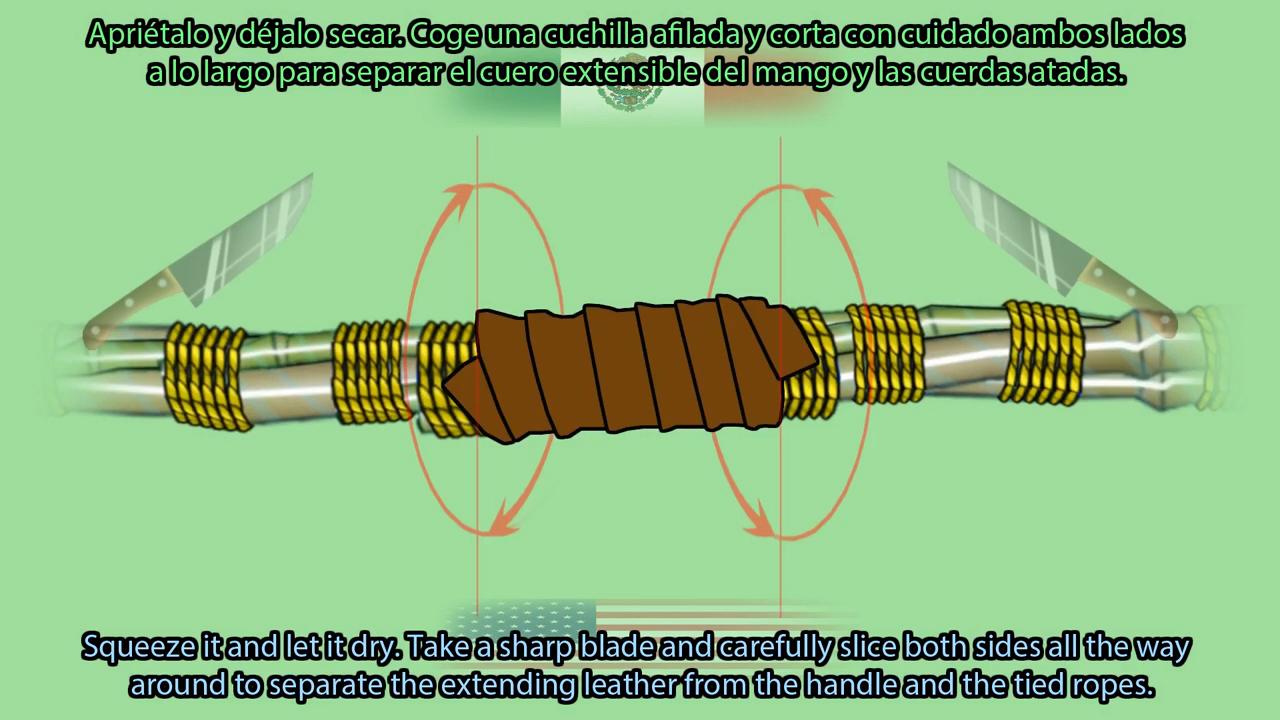 Apriétalo y déjalo secar. Coge una cuchilla afilada y corta con cuidado ambos lados
a lo largo para separar el cuero extensible del mango y las cuerdas atadas.
Squeeze it and let it dry. Take a sharp blade and carefully slice both sides all the way
around to separate the extending leather from the handle and the tied ropes.